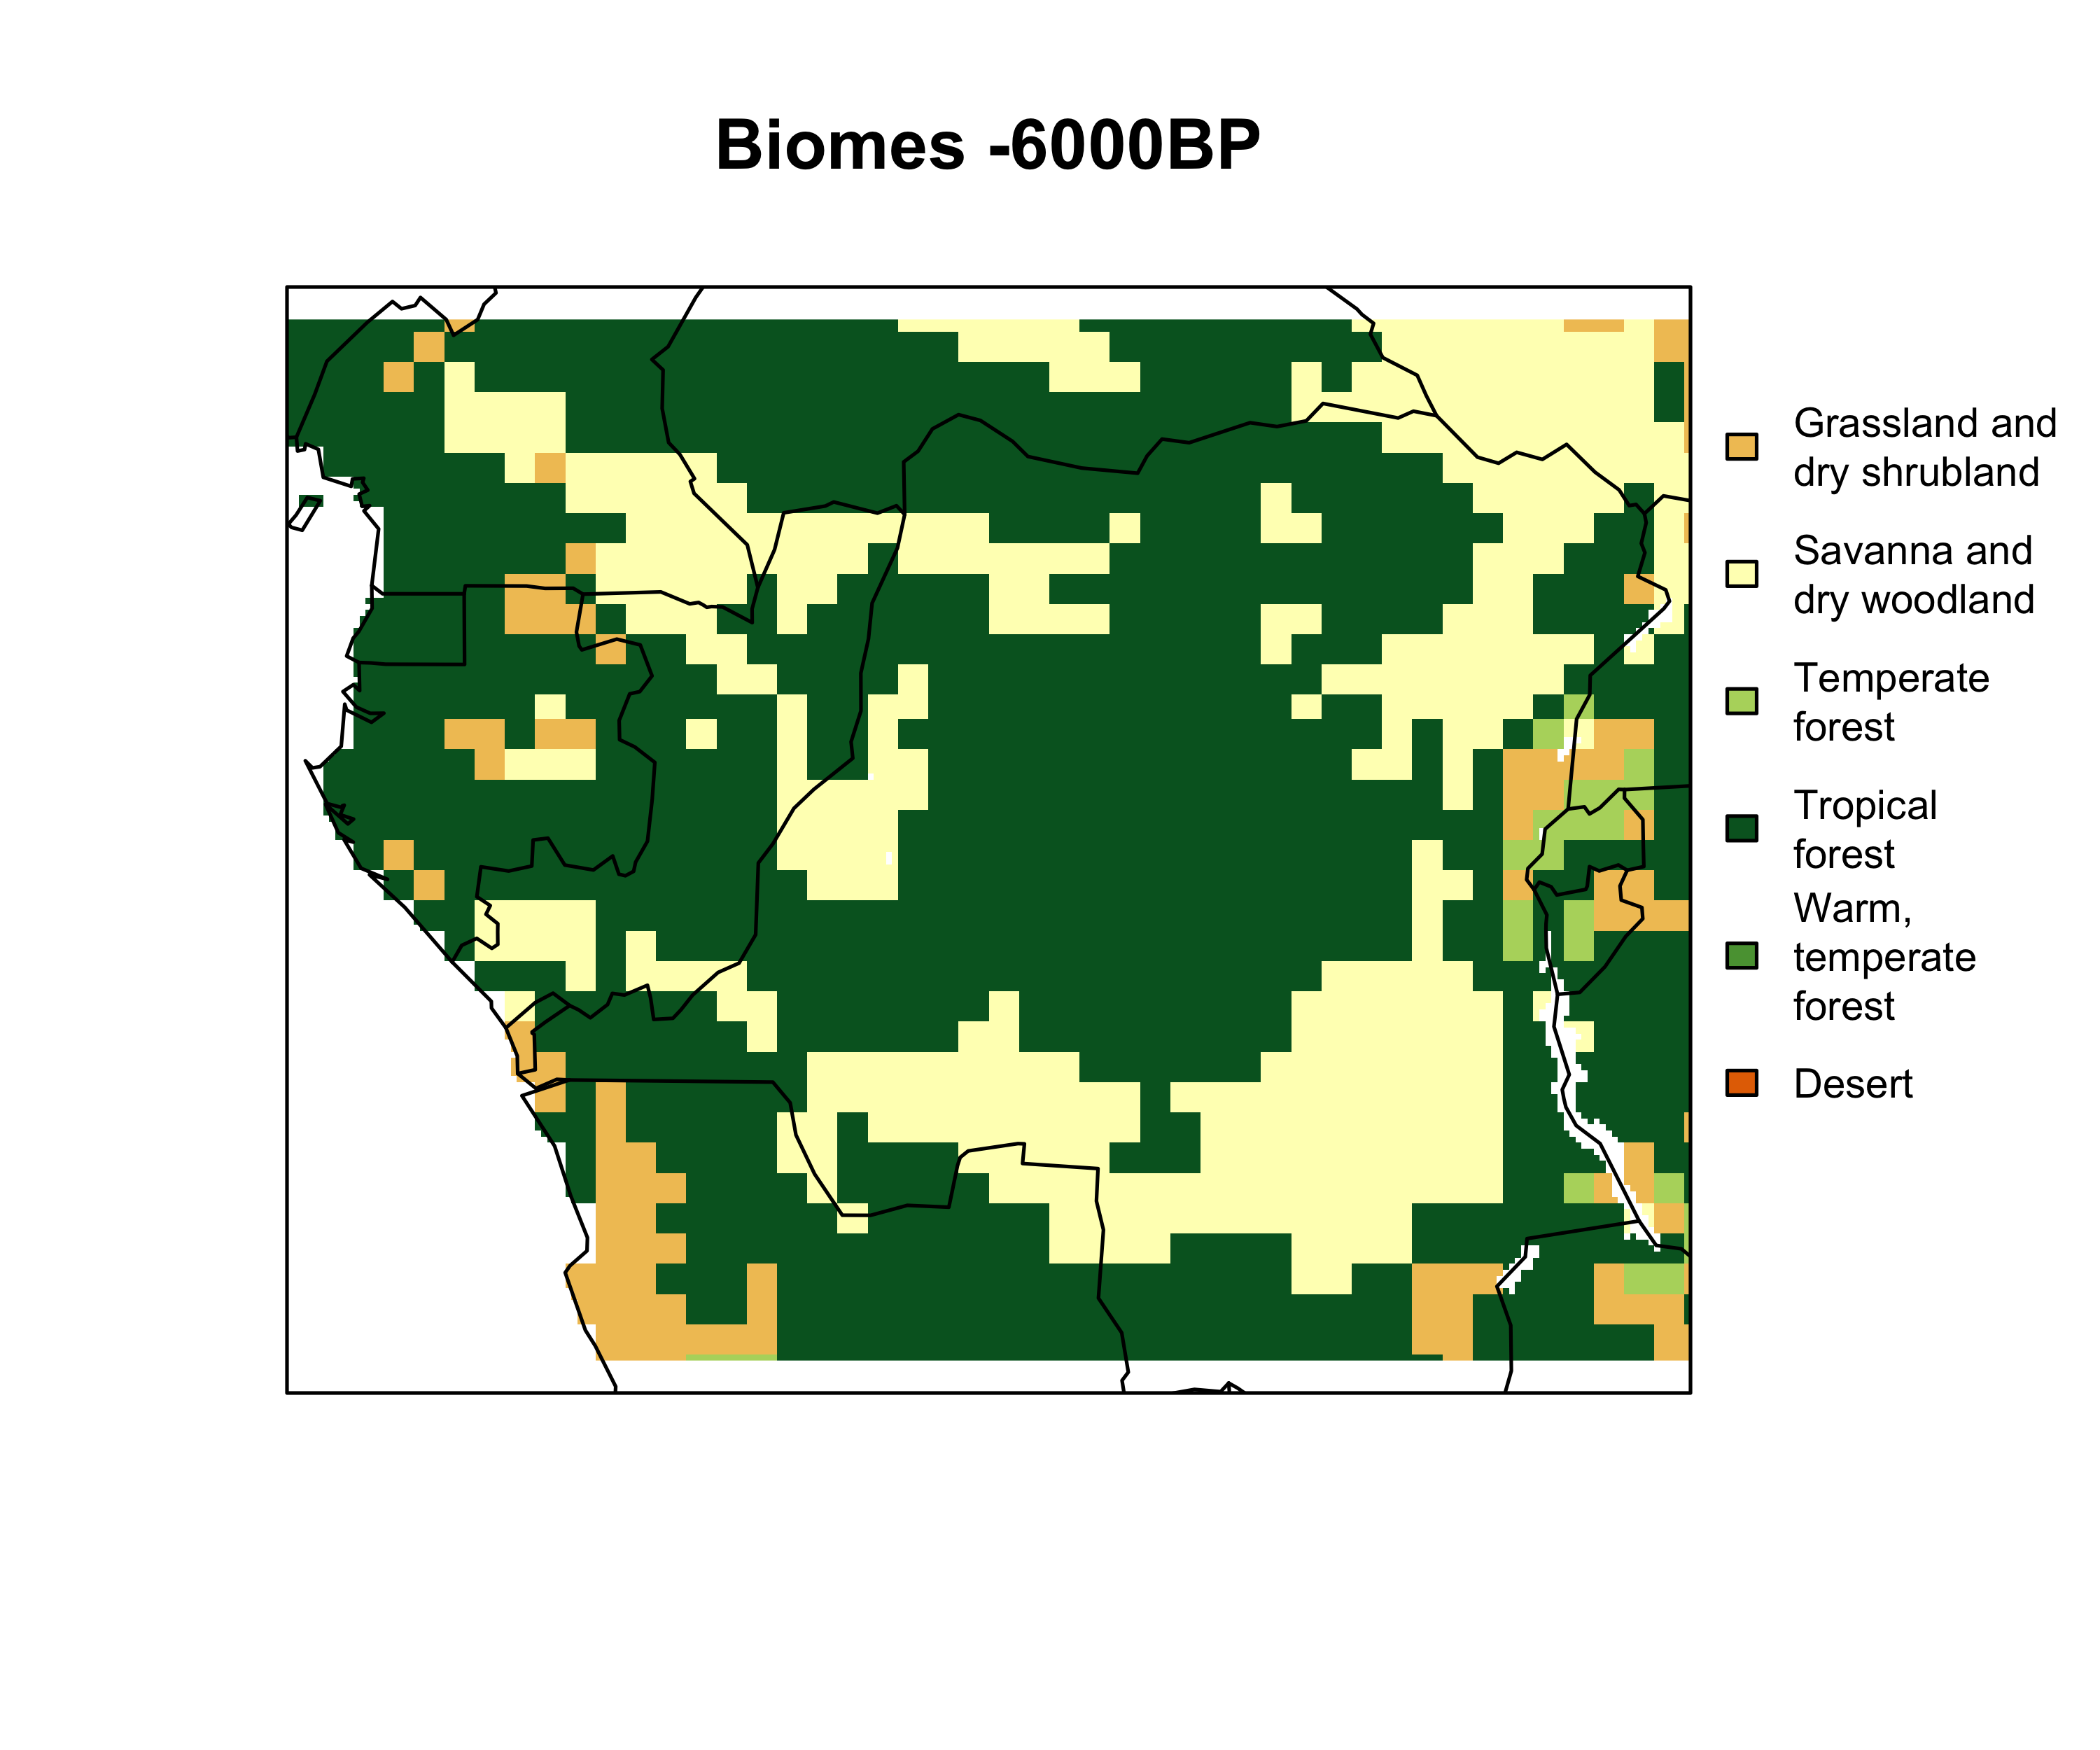 Biomes -6000BP
Grassland and
dry shrubland
Savanna and
dry woodland
Temperate
forest
Tropical
forest
Warm,
temperate
forest
Desert